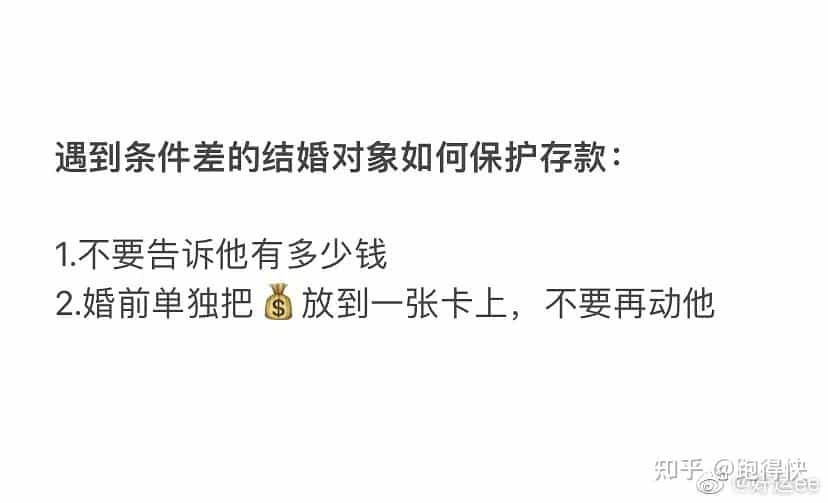 遇到条件差的结婚对象如何保护存款：
1.不要告诉他有多少钱
2.婚前单独把💰放到一张卡上，不要再动他
知乎 @跑得快
@好运ee